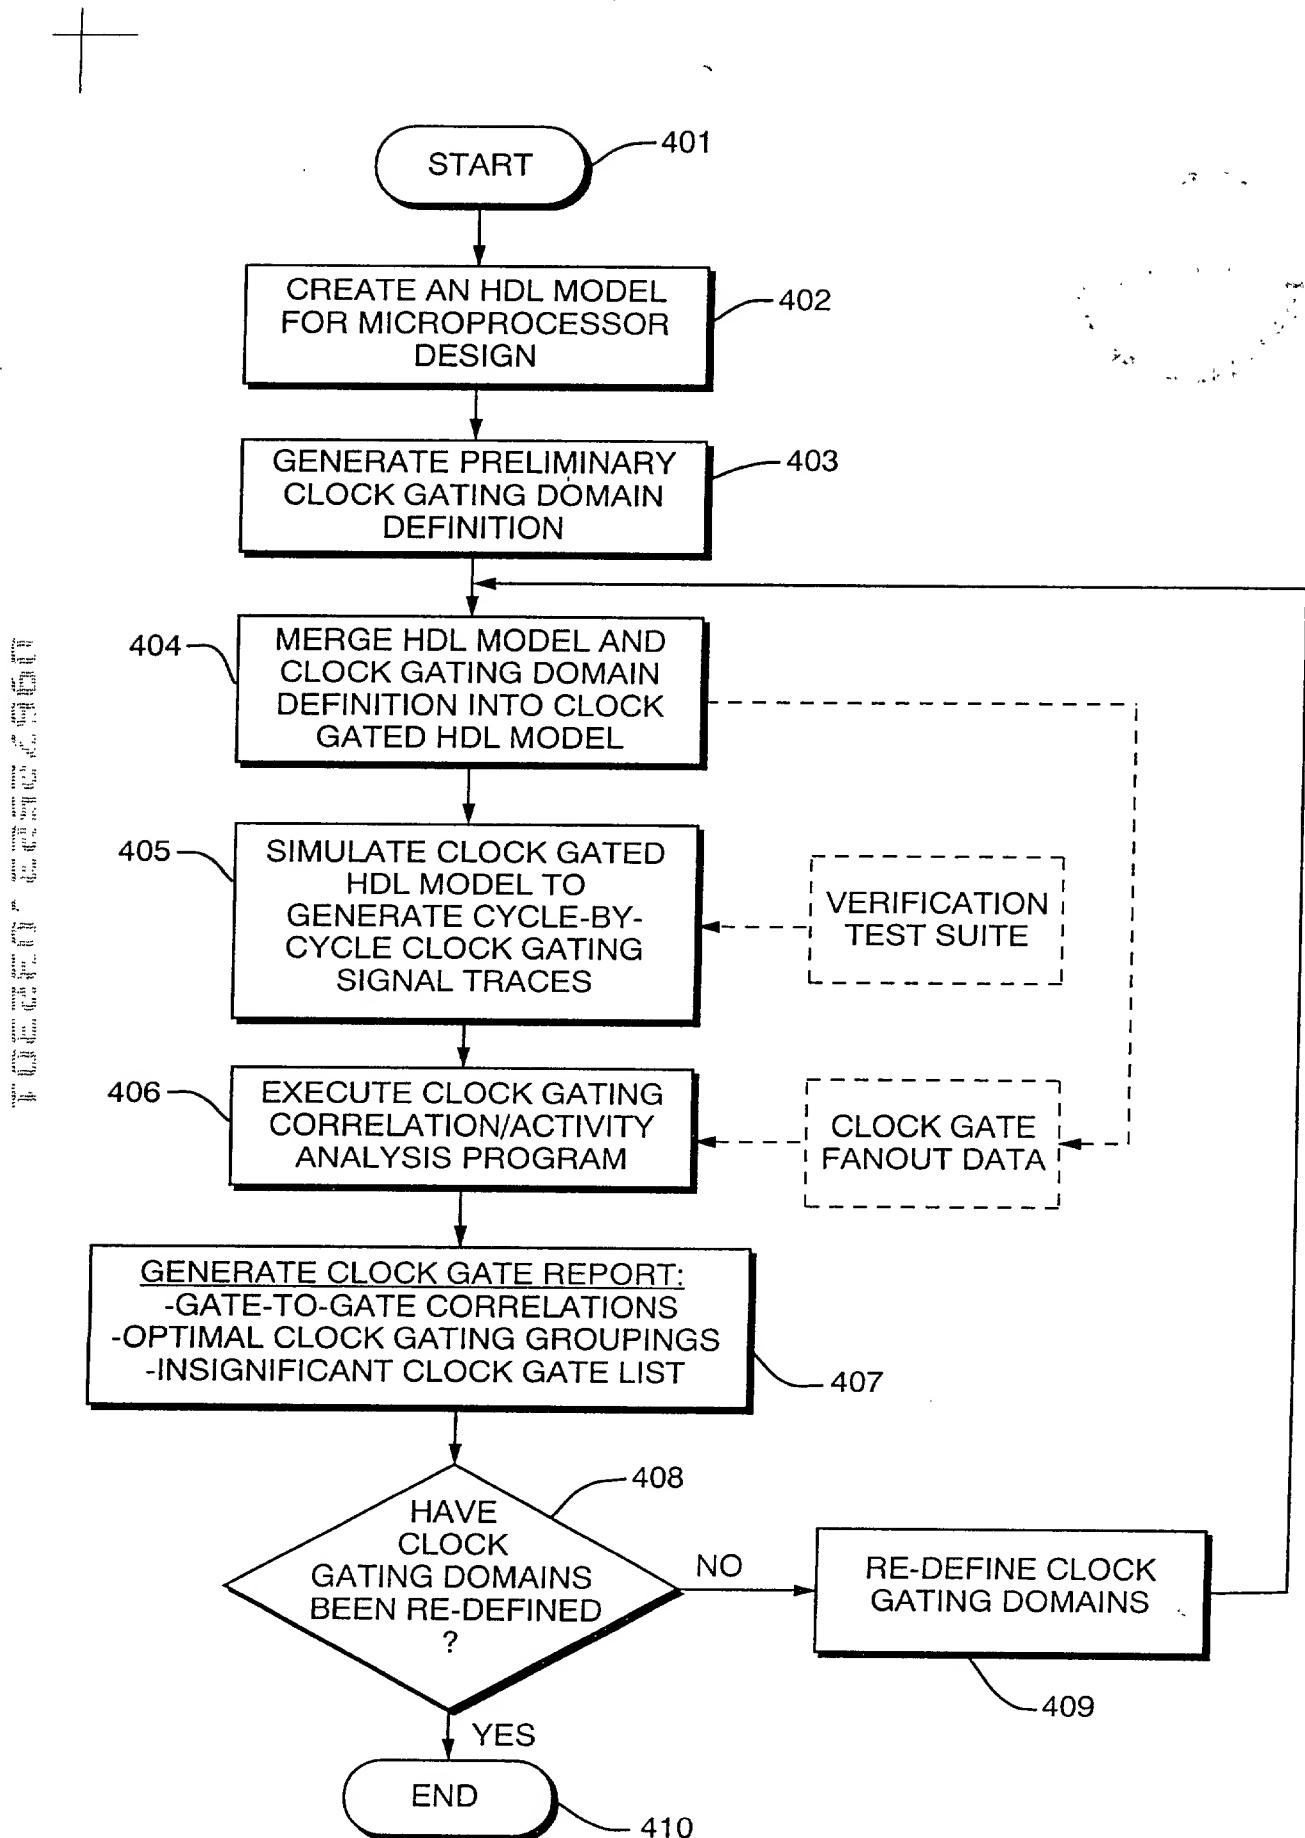 START
401
CREATE AN HDL MODEL
FOR MICROPROCESSOR
DESIGN
402
GENERATE PRELIMINARY
CLOCK GATING DOMAIN
DEFINITION
403
404
MERGE HDL MODEL AND
CLOCK GATING DOMAIN
DEFINITION INTO CLOCK
GATED HDL MODEL
405
SIMULATE CLOCK GATED
HDL MODEL TO
GENERATE CYCLE-BY-
CYCLE CLOCK GATING
SIGNAL TRACES
VERIFICATION
TEST SUITE
406
EXECUTE CLOCK GATING
CORRELATION/ACTIVITY
ANALYSIS PROGRAM
CLOCK GATE
FANOUT DATA
GENERATE CLOCK GATE REPORT:
-GATE-TO-GATE CORRELATIONS
-OPTIMAL CLOCK GATING GROUPINGS
-INSIGNIFICANT CLOCK GATE LIST
407
408
HAVE
CLOCK
GATING DOMAINS
BEEN RE-DEFINED
?
NO
RE-DEFINE CLOCK
GATING DOMAINS
409
YES
END
410